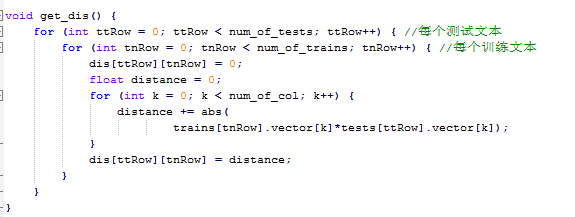 void get_dis() {
for (int ttRow = 0; ttRow < num_of_tests; ttRow++) { //每个测试文本
for (int tnRow = 0; tnRow < num_of_trains; tnRow++) { //每个训练文本
dis[ttRow][tnRow] = 0;
float distance = 0;
for (int k = 0; k < num_of_col; k++) {
distance += abs(
trains[tnRow].vector[k]*tests[ttRow].vector[k]);
}
dis[ttRow][tnRow] = distance;
}
}
}